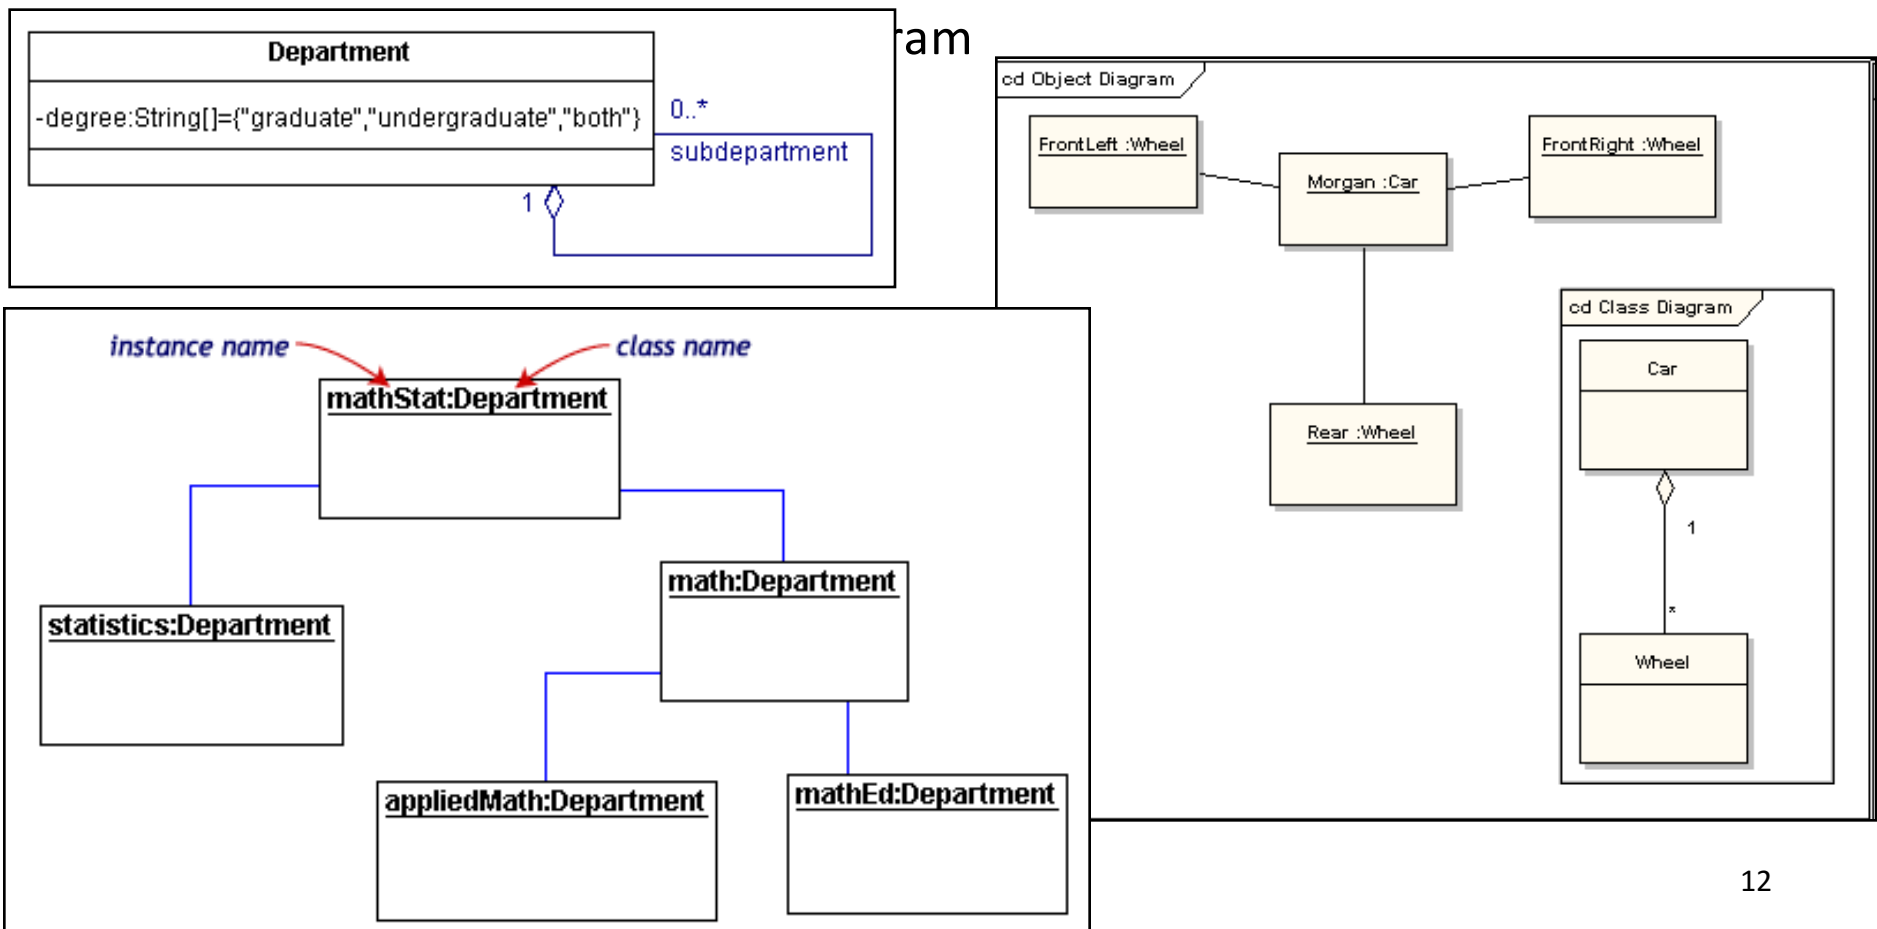 ram
Department
-degree:String[]={"graduate","undergraduate","both"}
0..*
subdepartment
1
instance name
class name
mathStat:Department
math:Department
statistics:Department
appliedMath:Department
mathEd:Department
cd Object Diagram
FrontLeft :Wheel
Morgan :Car
FrontRight :Wheel
Rear :Wheel
cd Class Diagram
Car
1
*
Wheel
12